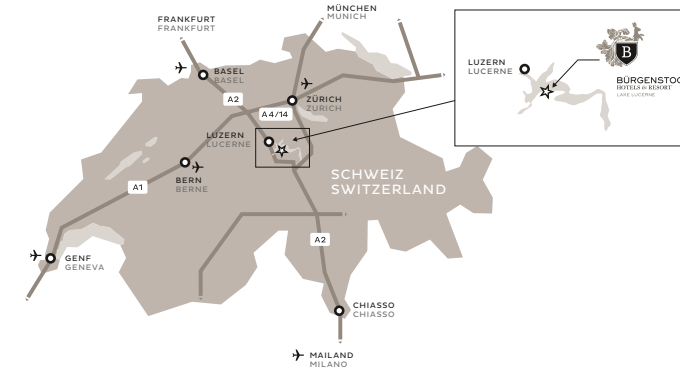 FRANKFURT
FRANKFURT
MÜNCHEN
MUNICH
BASEL
BASEL
A2
ZÜRICH
ZURICH
A4/14
LUZERN
LUCERNE
BERN
BERNE
A1
SCHWEIZ
SWITZERLAND
A2
GENF
GENEVA
CHIASSO
CHIASSO
MAILAND
MILANO
LUZERN
LUCERNE
B
BÜRGENSTOC
HOTELS & RESORT
LAKE LUCERNE